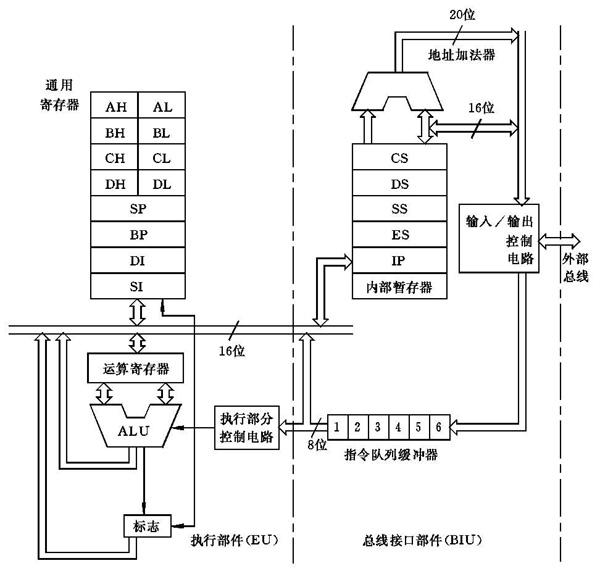 20位
地址加法器
通用
寄存器
AH AL
BH BL
CH CL
DH DL
SP
BP
DI
SI
16位
CS
DS
SS
ES
IP
内部暂存器
输入／输出
控制
电路
外部
总线
16位
运算寄存器
ALU
执行部分
控制电路
8位
1 2 3 4 5 6
指令队列缓冲器
标志
执行部件(EU)
总线接口部件(BIU)